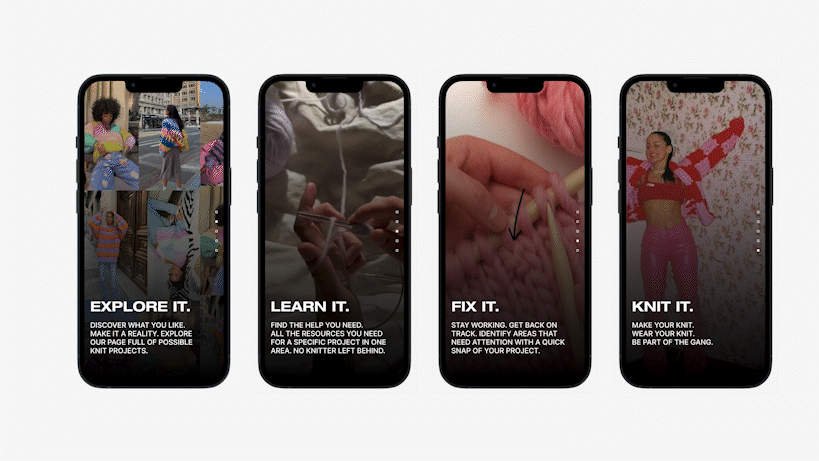 EXPLORE IT.
DISCOVER WHAT YOU LIKE.
MAKE IT A REALITY. EXPLORE
OUR PAGE FULL OF POSSIBLE
KNIT PROJECTS.
LEARN IT.
FIND THE HELP YOU NEED.
ALL THE RESOURCES YOU NEED
FOR A SPECIFIC PROJECT IN ONE
AREA. NO KNITTER LEFT BEHIND.
FIX IT.
STAY WORKING. GET BACK ON
TRACK. IDENTIFY AREAS THAT
NEED ATTENTION WITH A QUICK
SNAP OF YOUR PROJECT.
KNIT IT.
MAKE YOUR KNIT.
WEAR YOUR KNIT.
BE PART OF THE GANG.